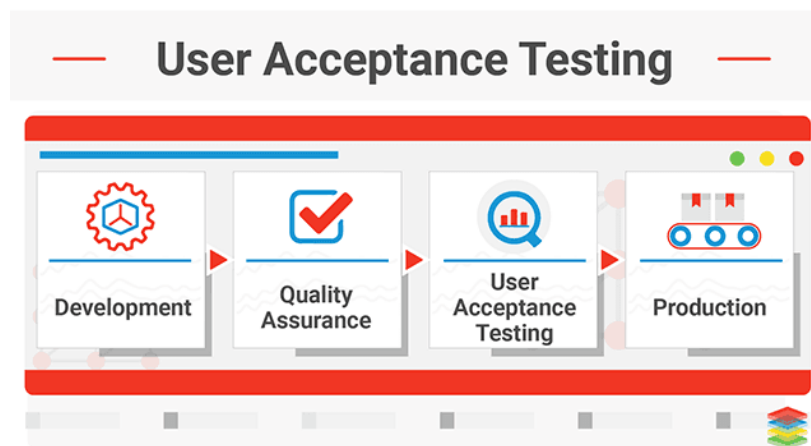 User Acceptance Testing
Development
Quality
Assurance
User
Acceptance
Testing
Production